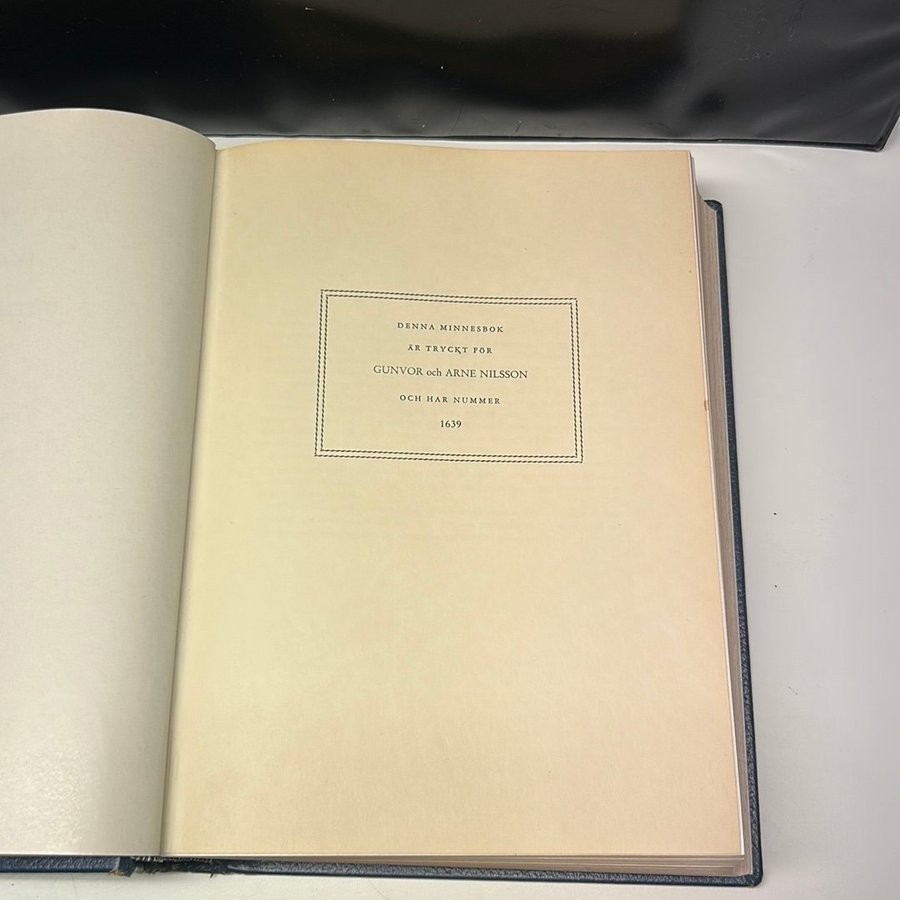 DENNA MINNESBOK
ÄR TRYCKT FÖR
GUNVOR och ARNE NILSSON
OCH HAR NUMMER
1639